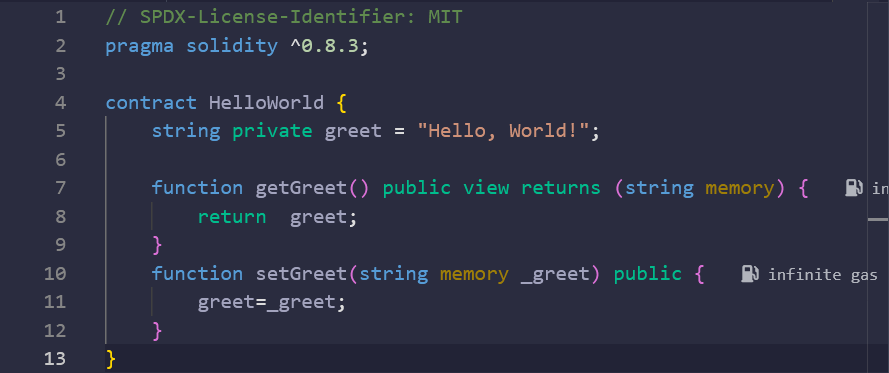 1 // SPDX-License-Identifier: MIT
2 pragma solidity ^0.8.3;
3
4 contract HelloWorld {
5 string private greet = "Hello, World!";
6
7 function getGreet() public view returns (string memory) { in
8 return  greet;
9 }
10 function setGreet(string memory _greet) public { infinite gas
11 greet=_greet;
12 }
13 }